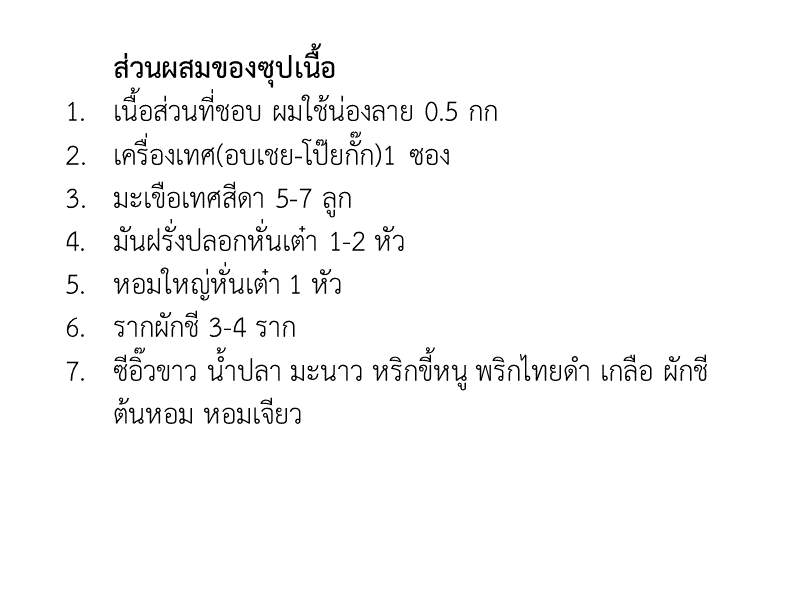 ส่วนผสมของซุปเนื้อ
1. เนื้อส่วนที่ชอบ ผมใช้น่องลาย 0.5 กก
2. เครื่องเทศ(อบเชย-โป๊ยกั๊ก)1 ซอง
3. มะเขือเทศสีดา 5-7 ลูก
4. มันฝรั่งปลอกหั่นเต๋า 1-2 หัว
5. หอมใหญ่หั่นเต๋า 1 หัว
6. รากผักชี 3-4 ราก
7. ซีอิ๊วขาว น้ำปลา มะนาว หริกขี้หนู พริกไทยดำ เกลือ ผักชี
ต้นหอม หอมเจียว